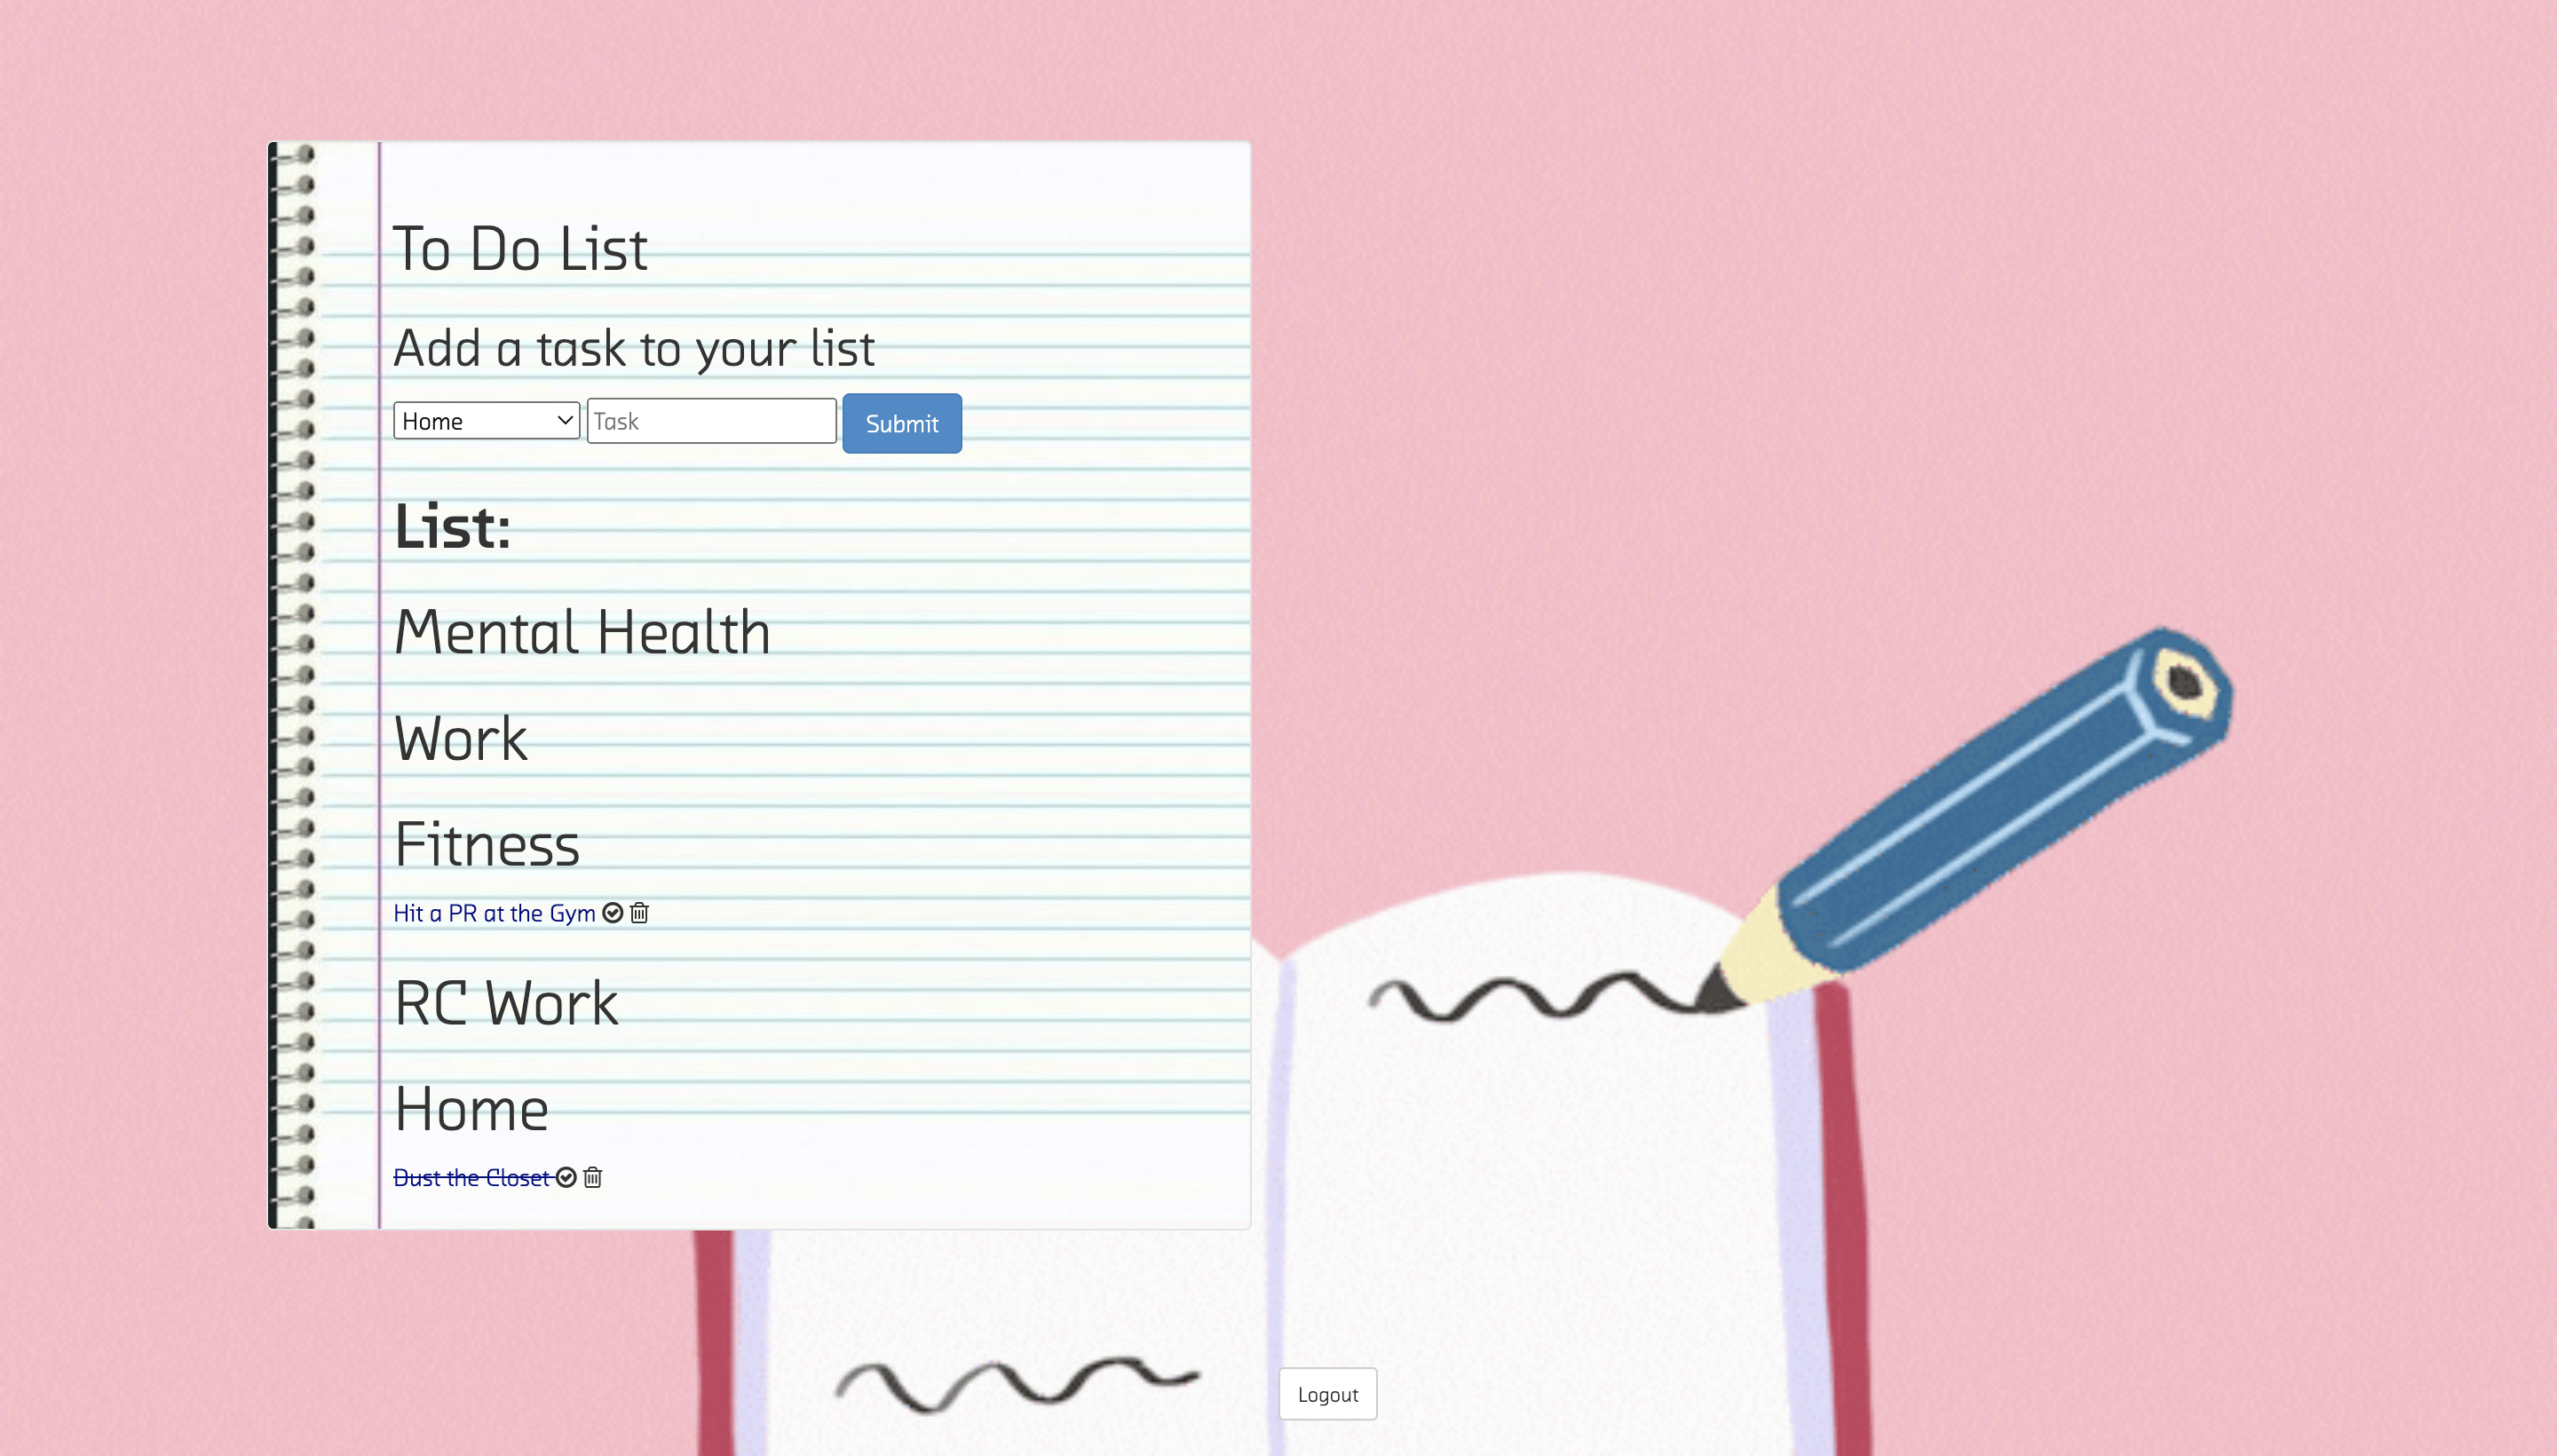 To Do List
Add a task to your list
Home Task Submit
List:
Mental Health
Work
Fitness
Hit a PR at the Gym
RC Work
Home
Dust the Closet
Logout